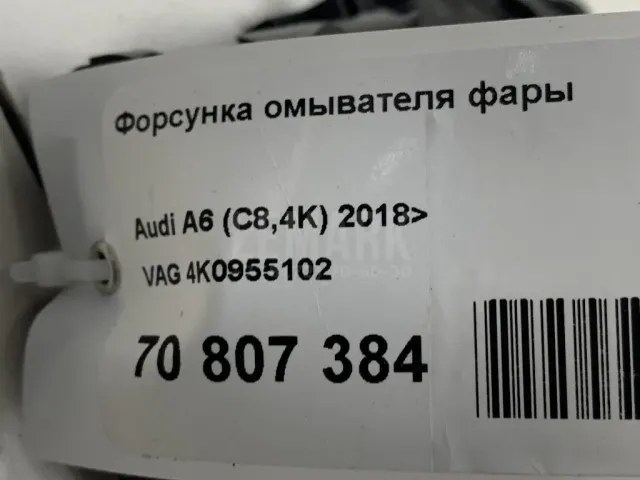 Форсунка омывателя фары
Audi A6 (C8,4K) 2018>
VAG 4K0955102
70 807 384